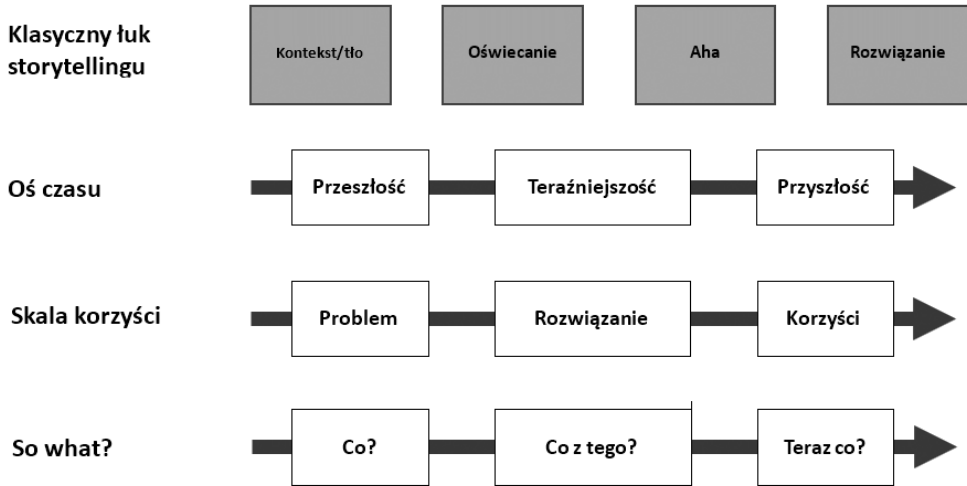 Klasyczny łuk
storytellingu
Kontekst/tło
Oświecanie
Aha
Rozwiązanie
Oś czasu
Przeszłość
Teraźniejszość
Przyszłość
Skala korzyści
Problem
Rozwiązanie
Korzyści
So what?
Co?
Co z tego?
Teraz co?